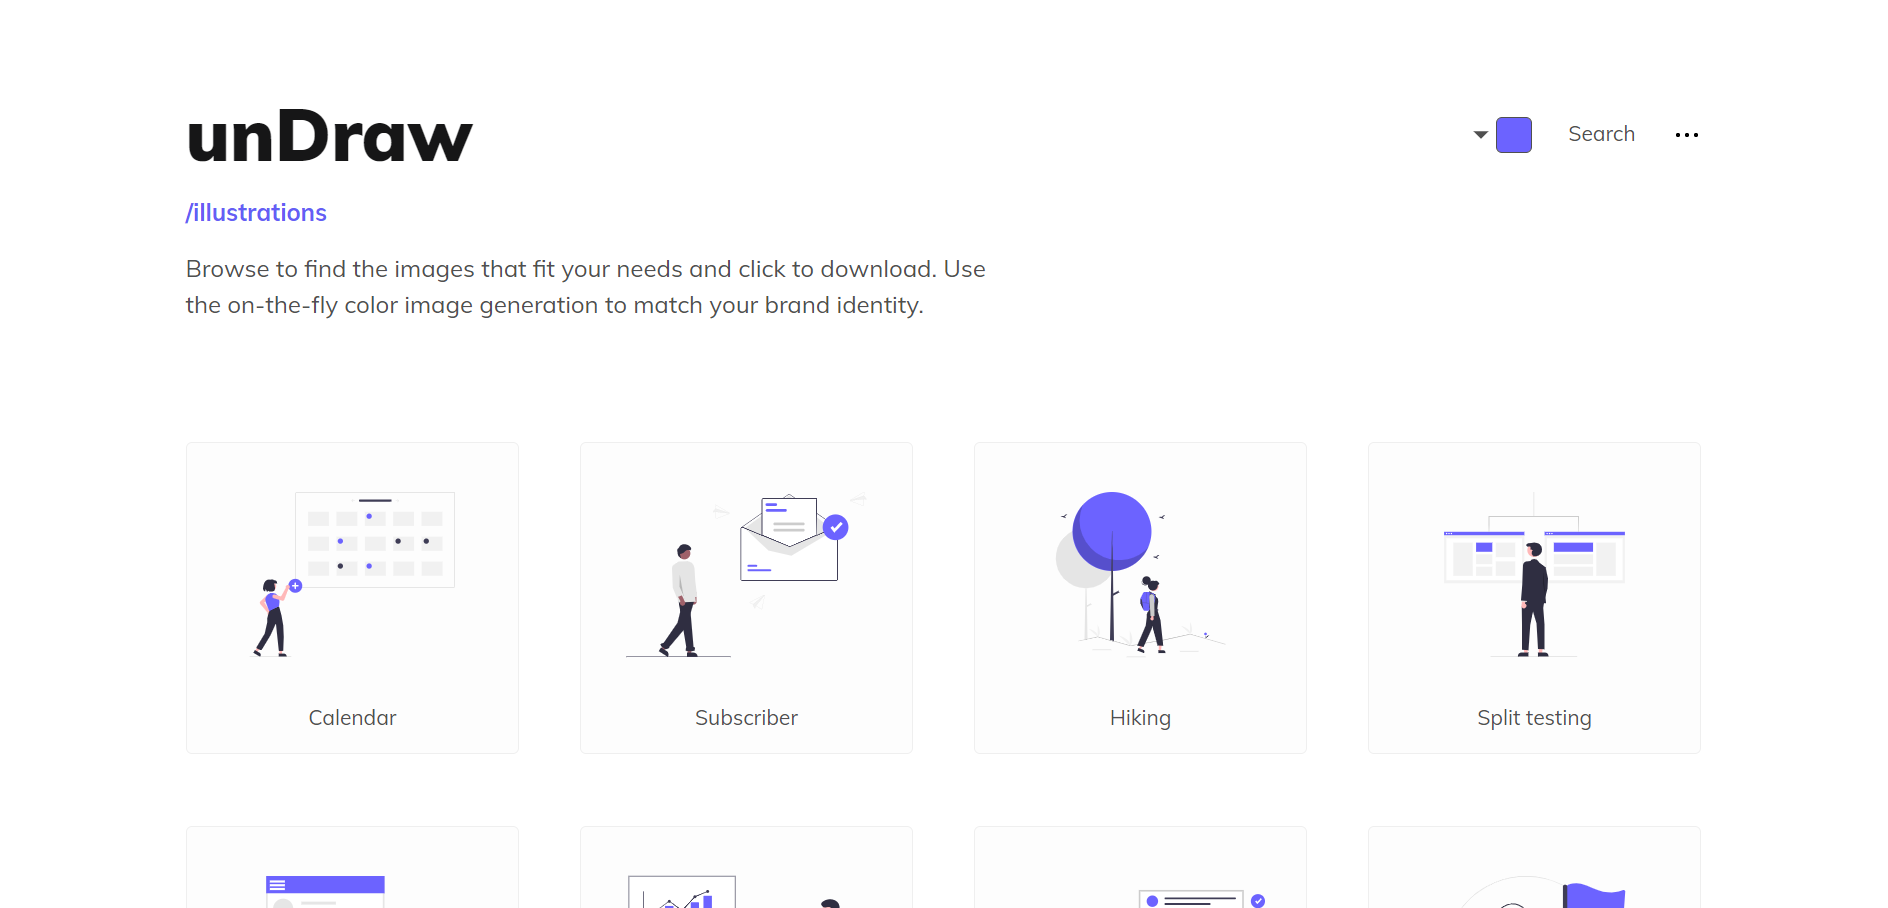 unDraw
Search
/illustrations
Browse to find the images that fit your needs and click to download. Use
the on-the-fly color image generation to match your brand identity.
Calendar
Subscriber
Hiking
Split testing